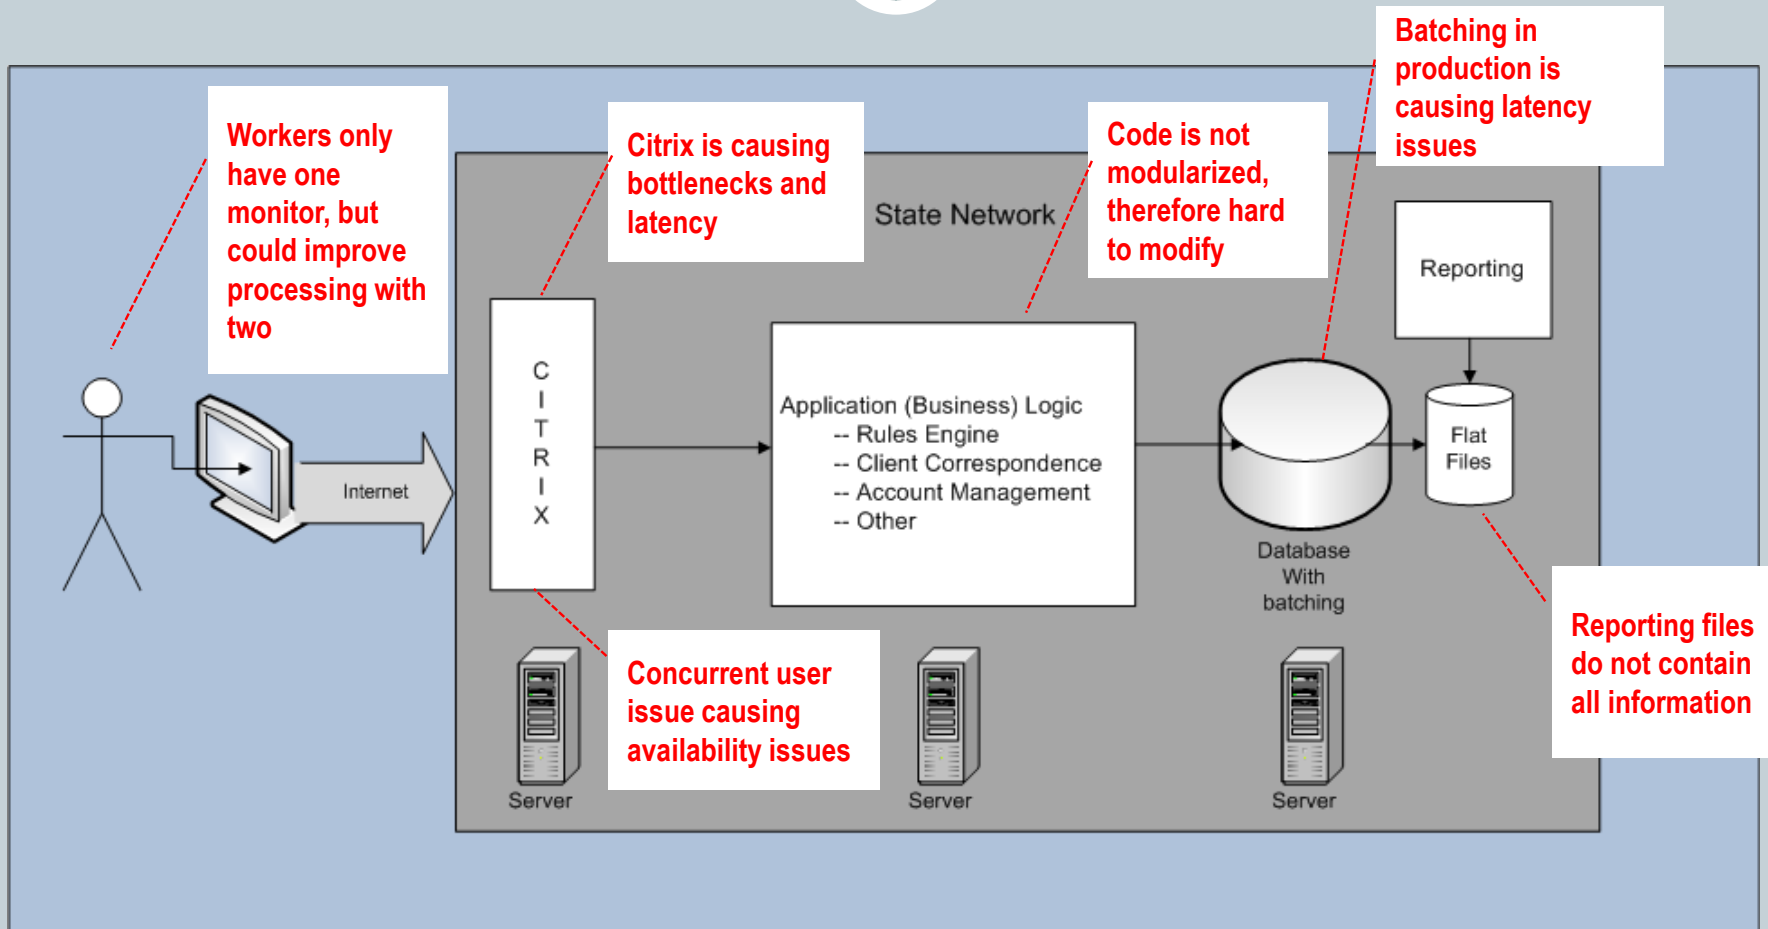 Batching in
production is
causing latency
issues
Workers only
have one
monitor, but
could improve
processing with
two
Citrix is causing
bottlenecks and
latency
Code is not
modularized,
therefore hard
to modify
State Network
Reporting
C
I
T
R
I
X
Application (Business) Logic
-- Rules Engine
-- Client Correspondence
-- Account Management
-- Other
Flat
Files
Internet
Database
With
batching
Reporting files
do not contain
all information
Concurrent user
issue causing
availability issues
Server
Server
Server